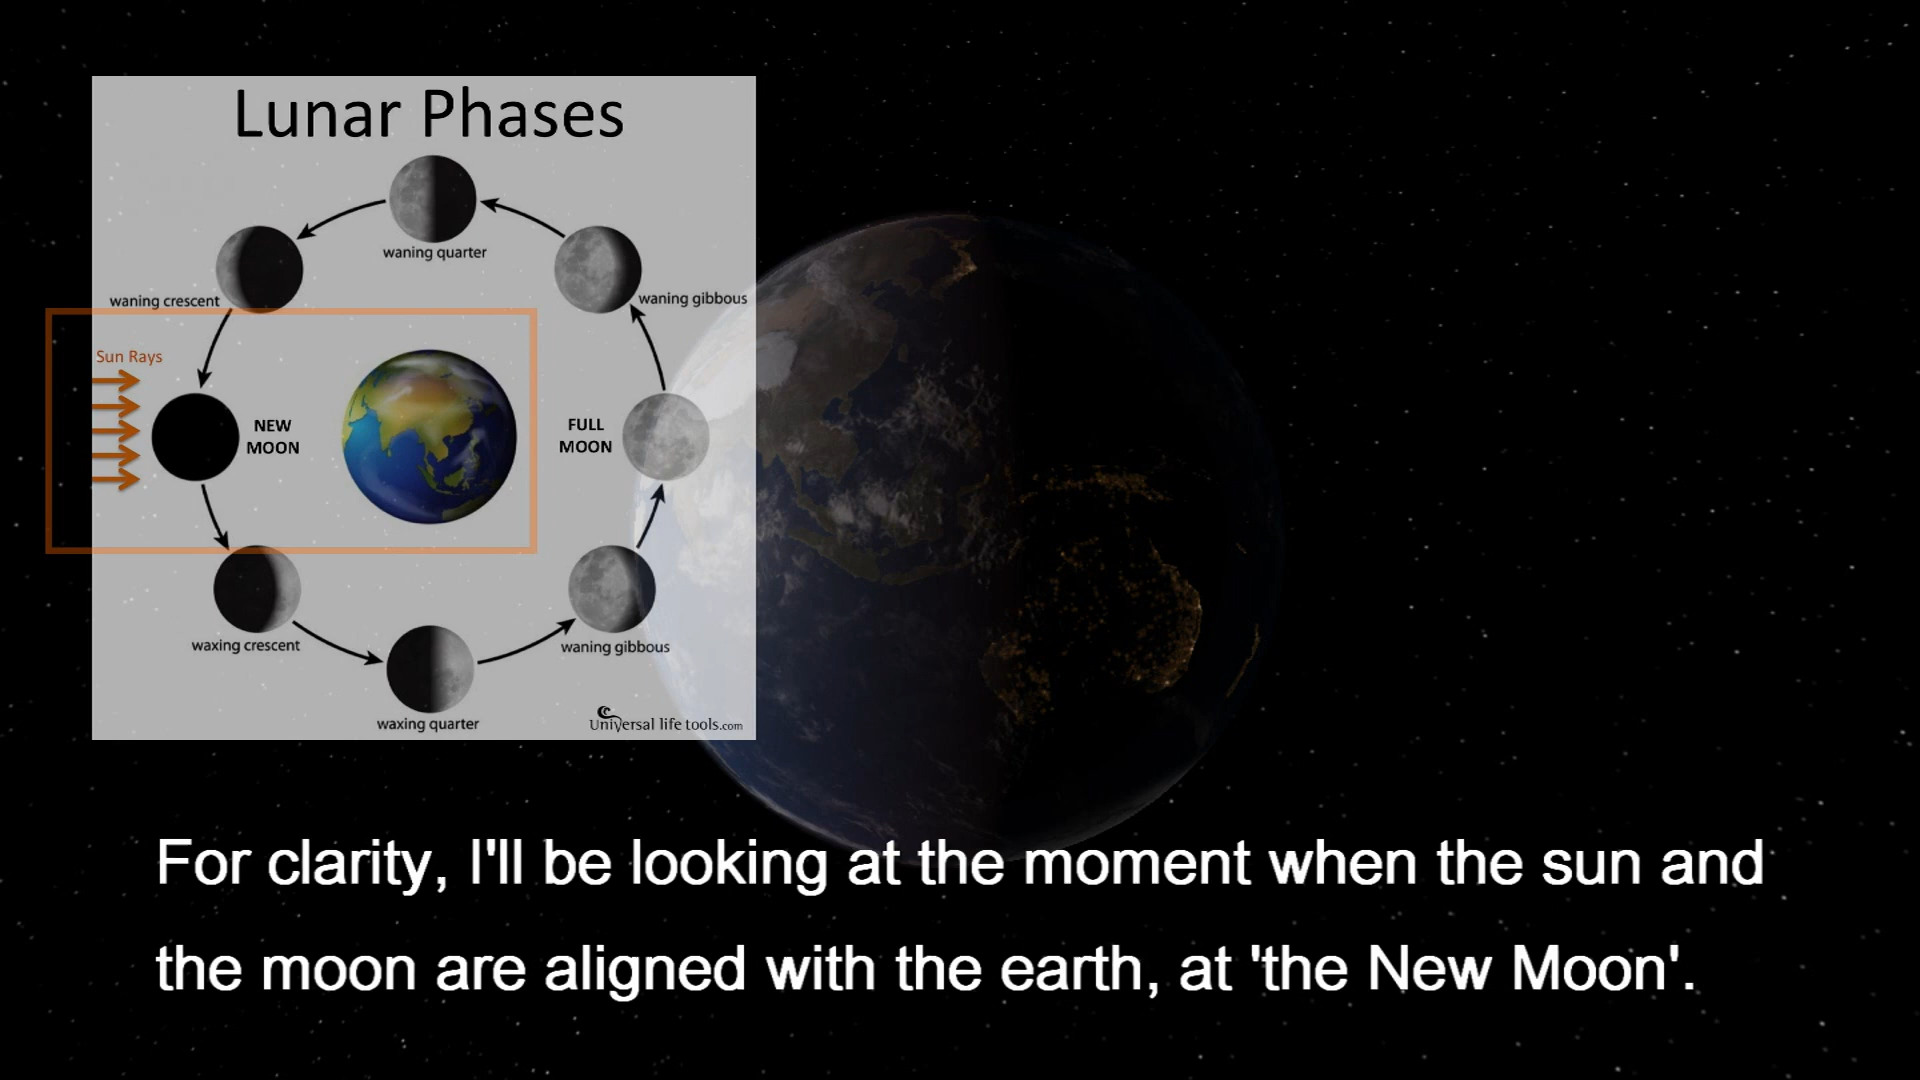 Lunar Phases
waning quarter
waning crescent
waning gibbous
Sun Rays
NEW
MOON
FULL
MOON
waxing crescent
waning gibbous
waxing quarter
Universal life tools.com
For clarity, I'll be looking at the moment when the sun and
the moon are aligned with the earth, at 'the New Moon'.